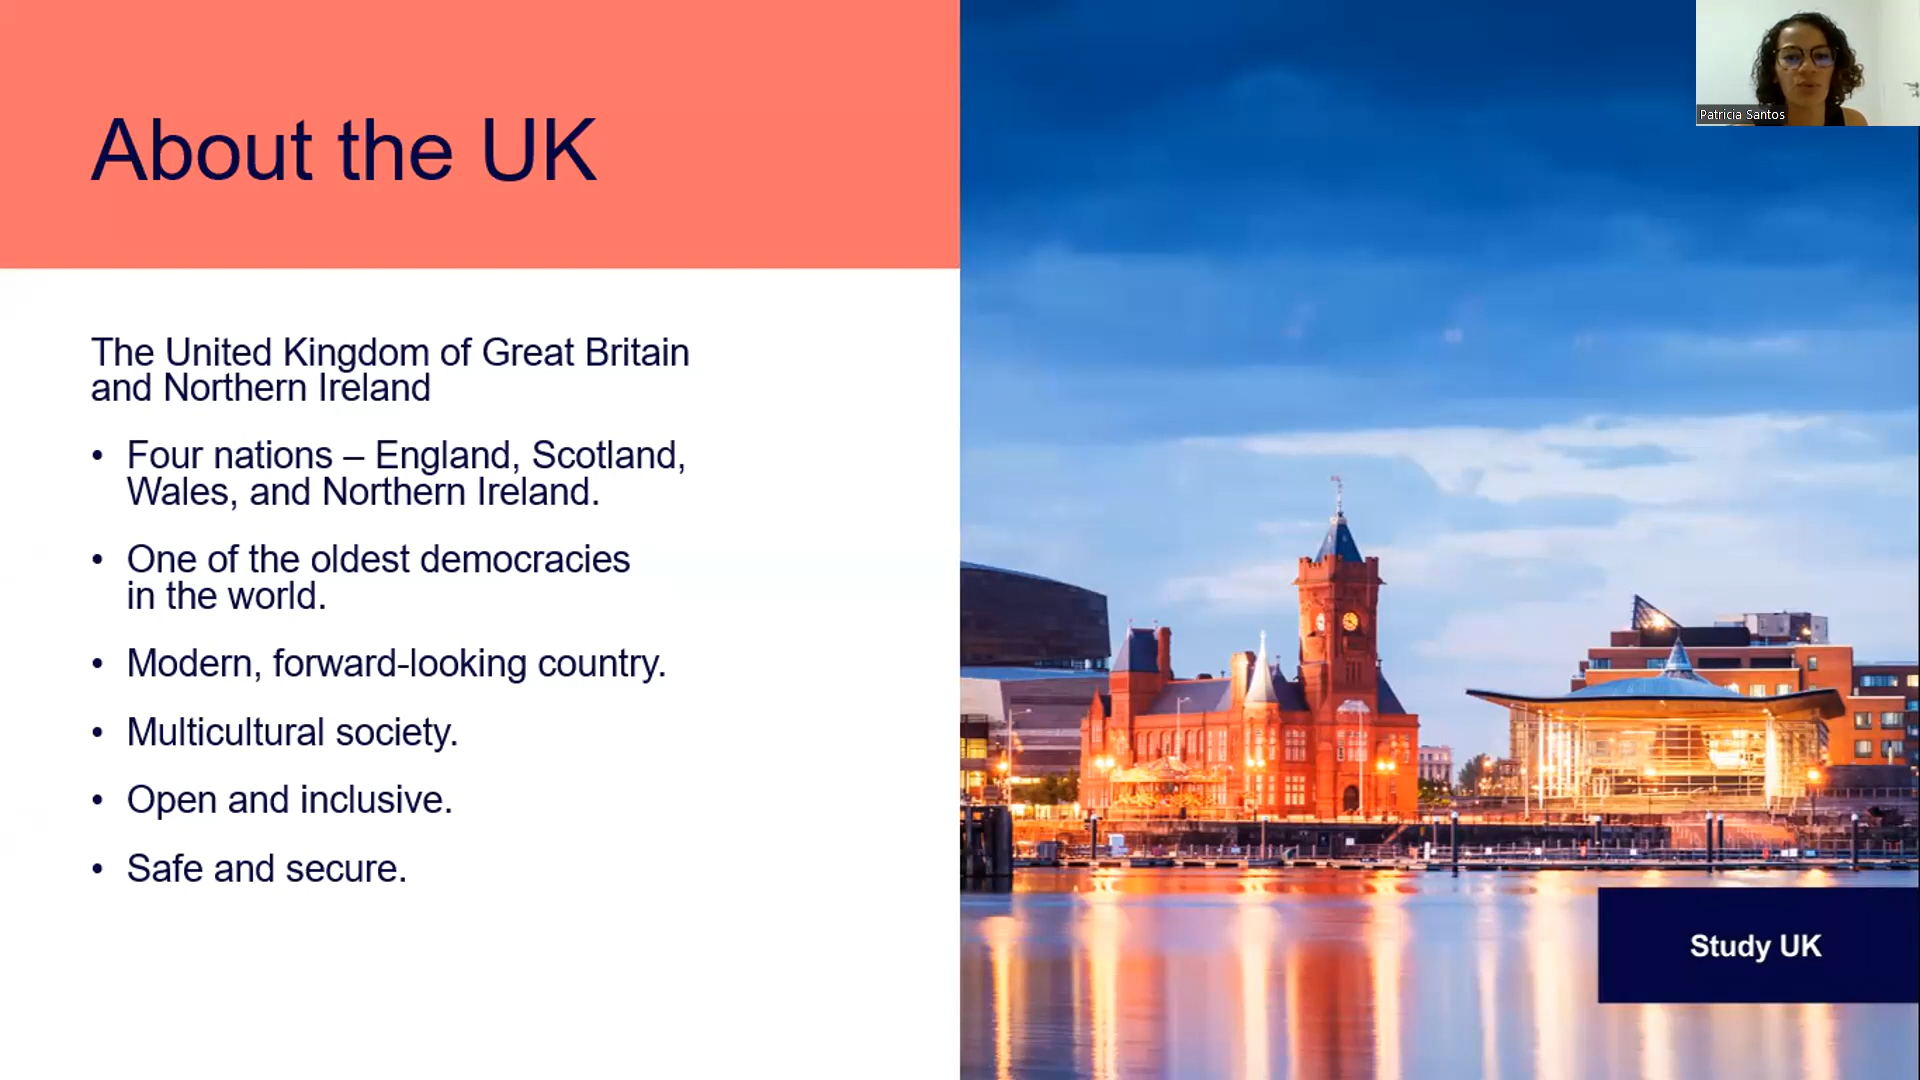 About the UK
The United Kingdom of Great Britain
and Northern Ireland
• Four nations – England, Scotland,
Wales, and Northern Ireland.
• One of the oldest democracies
in the world.
• Modern, forward-looking country.
• Multicultural society.
• Open and inclusive.
• Safe and secure.
Patricia Santos
Study UK